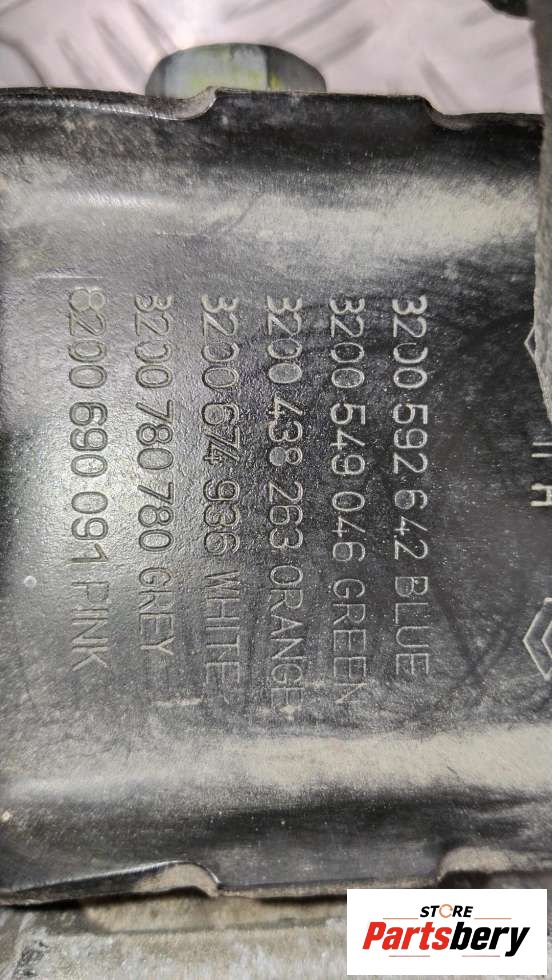 8200 592 642 BLUE
8200 549 046 GREEN
8200 438 263 ORANGE
8200 674 936 WHITE
8200 780 780 GREY
8200 690 091 PINK
STORE
Partsbery